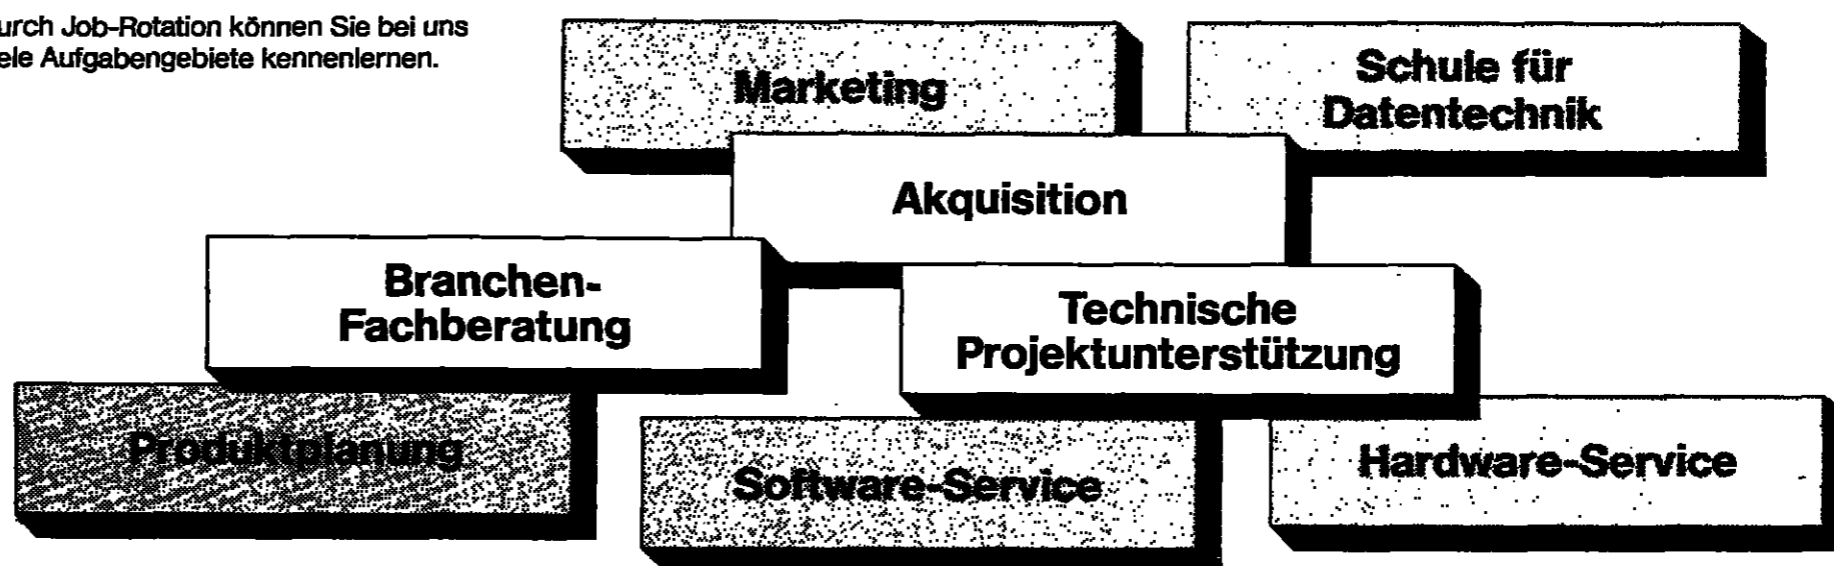 urch Job-Rotation können Sie bei uns
ele Aufgabengebiete kennenlernen.
Marketing
Schule für
Datentechnik
Akquisition
Branchen-
Fachberatung
Technische
Projektunterstützung
Produktplanung
Software-Service
Hardware-Service